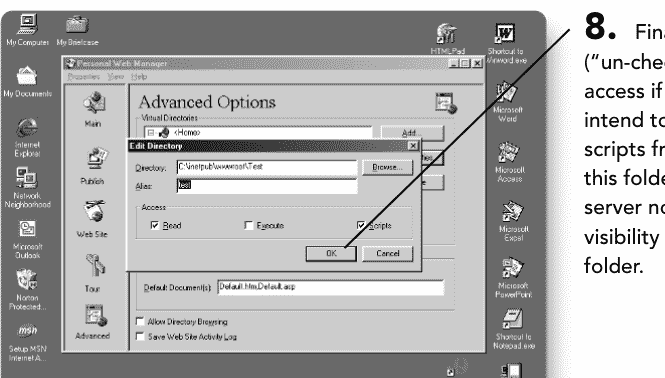 My Computer
My Briefcase
HTMLPad
Shortcut to
Winword.exe
Personal Web Manager
Properties View Help
My Documents
Main
Advanced Options
Virtual Directories
<Home>
Add...
Microsoft
Word
Edit Directory
Internet
Explorer
Publish
Directory: C:\inetpub\wwwroot\Test
Browse...
Alias: test
Microsoft
Access
Network
Neighborhood
Web Site
Access
Read
Execute
Scripts
OK
Cancel
Microsoft
Excel
Microsoft
Outlook
Tour
Default Document(s): Default.htm,Default.asp
Microsoft
PowerPoint
Norton
Protected...
Advanced
Allow Directory Browsing
Save Web Site Activity Log
Shortcut to
Notepad.exe
msn
Setup MSN
Internet A...
8. Fina
("un-chec
access if
intend to
scripts fr
this folde
server no
visibility
folder.